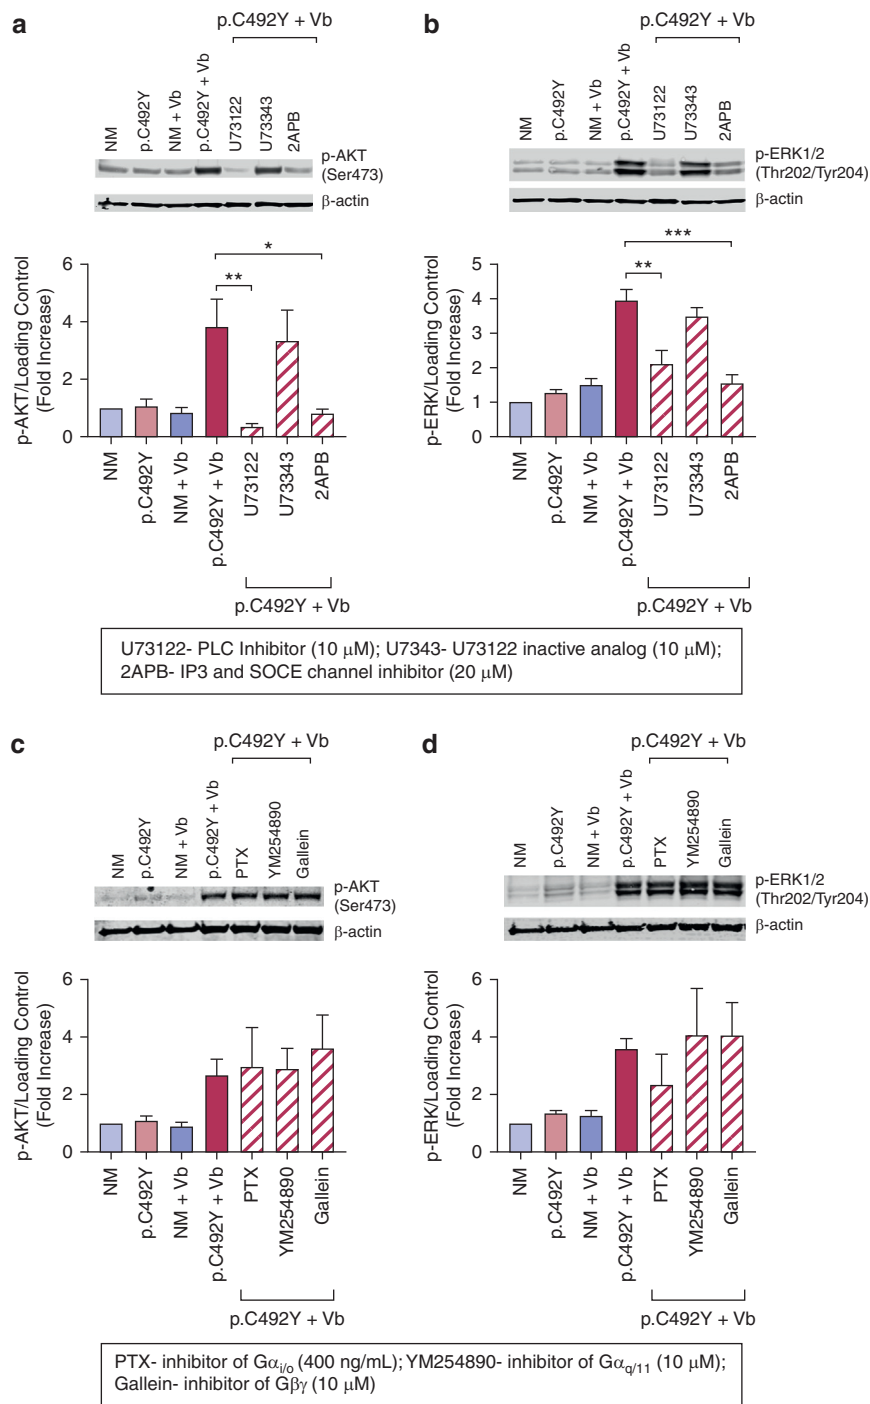 a
p.C492Y + Vb
NM
p.C492Y
NM + Vb
p.C492Y + Vb
U73122
U73343
2APB
p-AKT
(Ser473)
β-actin
p-AKT/Loading Control
(Fold Increase)
6
4
2
0
*
**
NM
p.C492Y
NM + Vb
p.C492Y + Vb
U73122
U73343
2APB
p.C492Y + Vb
b
p.C492Y + Vb
NM
p.C492Y
NM + Vb
p.C492Y + Vb
U73122
U73343
2APB
p-ERK1/2
(Thr202/Tyr204)
β-actin
p-ERK/Loading Control
(Fold Increase)
5
4
3
2
1
0
***
**
NM
p.C492Y
NM + Vb
p.C492Y + Vb
U73122
U73343
2APB
p.C492Y + Vb
U73122- PLC Inhibitor (10 μM); U7343- U73122 inactive analog (10 μM);
2APB- IP3 and SOCE channel inhibitor (20 μM)
c
p.C492Y + Vb
NM
p.C492Y
NM + Vb
p.C492Y + Vb
PTX
YM254890
Gallein
p-AKT
(Ser473)
β-actin
p-AKT/Loading Control
(Fold Increase)
6
4
2
0
NM
p.C492Y
NM + Vb
p.C492Y + Vb
PTX
YM254890
Gallein
p.C492Y + Vb
d
p.C492Y + Vb
NM
p.C492Y
NM + Vb
p.C492Y + Vb
PTX
YM254890
Gallein
p-ERK1/2
(Thr202/Tyr204)
β-actin
p-ERK/Loading Control
(Fold Increase)
6
4
2
0
NM
p.C492Y
NM + Vb
p.C492Y + Vb
PTX
YM254890
Gallein
p.C492Y + Vb
PTX- inhibitor of Gαi/o (400 ng/mL); YM254890- inhibitor of Gαq/11 (10 μM);
Gallein- inhibitor of Gβγ (10 μM)